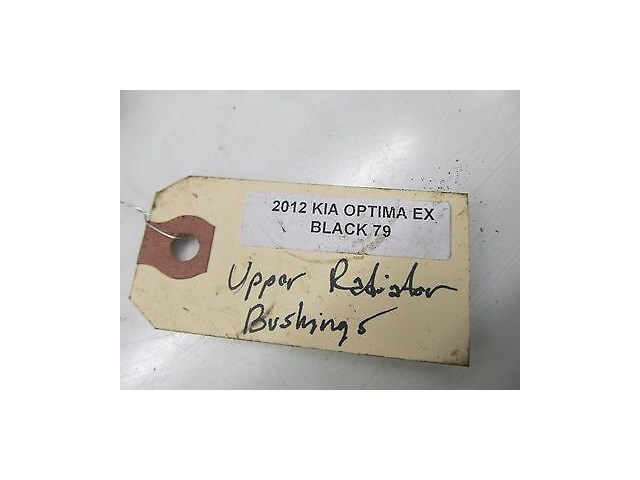 2012 KIA OPTIMA EX
BLACK 79
Upper Radiator
Bushings